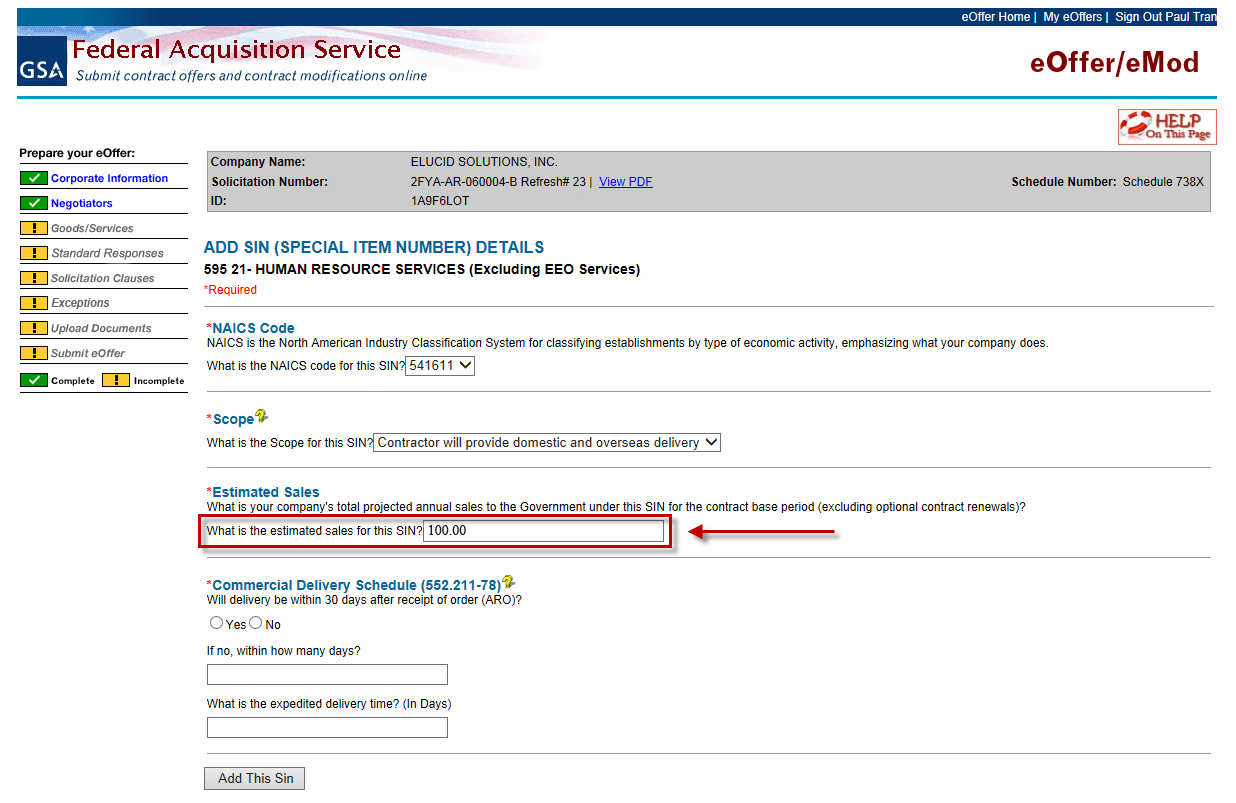 eOffer Home | My eOffers | Sign Out Paul Tran
GSA
Federal Acquisition Service
Submit contract offers and contract modifications online
eOffer/eMod
HELP
On This Page
Prepare your eOffer:
Corporate Information
Negotiators
Goods/Services
Standard Responses
Solicitation Clauses
Exceptions
Upload Documents
Submit eOffer
Complete Incomplete
Company Name: ELUCID SOLUTIONS, INC.
Solicitation Number: 2FYA-AR-060004-B Refresh# 23 | View PDF Schedule Number: Schedule 738X
ID: 1A9F6LOT
ADD SIN (SPECIAL ITEM NUMBER) DETAILS
595 21- HUMAN RESOURCE SERVICES (Excluding EEO Services)
*Required
*NAICS Code
NAICS is the North American Industry Classification System for classifying establishments by type of economic activity, emphasizing what your company does.
What is the NAICS code for this SIN? 541611
*Scope
What is the Scope for this SIN? Contractor will provide domestic and overseas delivery
*Estimated Sales
What is your company's total projected annual sales to the Government under this SIN for the contract base period (excluding optional contract renewals)?
What is the estimated sales for this SIN? 100.00
*Commercial Delivery Schedule (552.211-78)
Will delivery be within 30 days after receipt of order (ARO)?
Yes No
If no, within how many days?
What is the expedited delivery time? (In Days)
Add This Sin